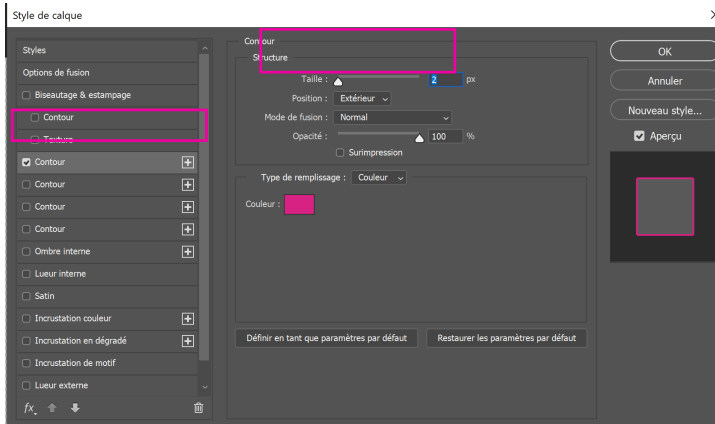 Style de calque
Styles
Options de fusion
Biseautage & estampage
Contour
Texture
Contour
Contour
Contour
Contour
Ombre interne
Lueur interne
Satin
Incrustation couleur
Incrustation en dégradé
Incrustation de motif
Lueur externe
fx
Contour
Structure
Taille : 2 px
Position : Extérieur
Mode de fusion : Normal
Opacité : 100 %
Surimpression
Type de remplissage : Couleur
Couleur :
Définir en tant que paramètres par défaut
Restaurer les paramètres par défaut
OK
Annuler
Nouveau style...
Aperçu